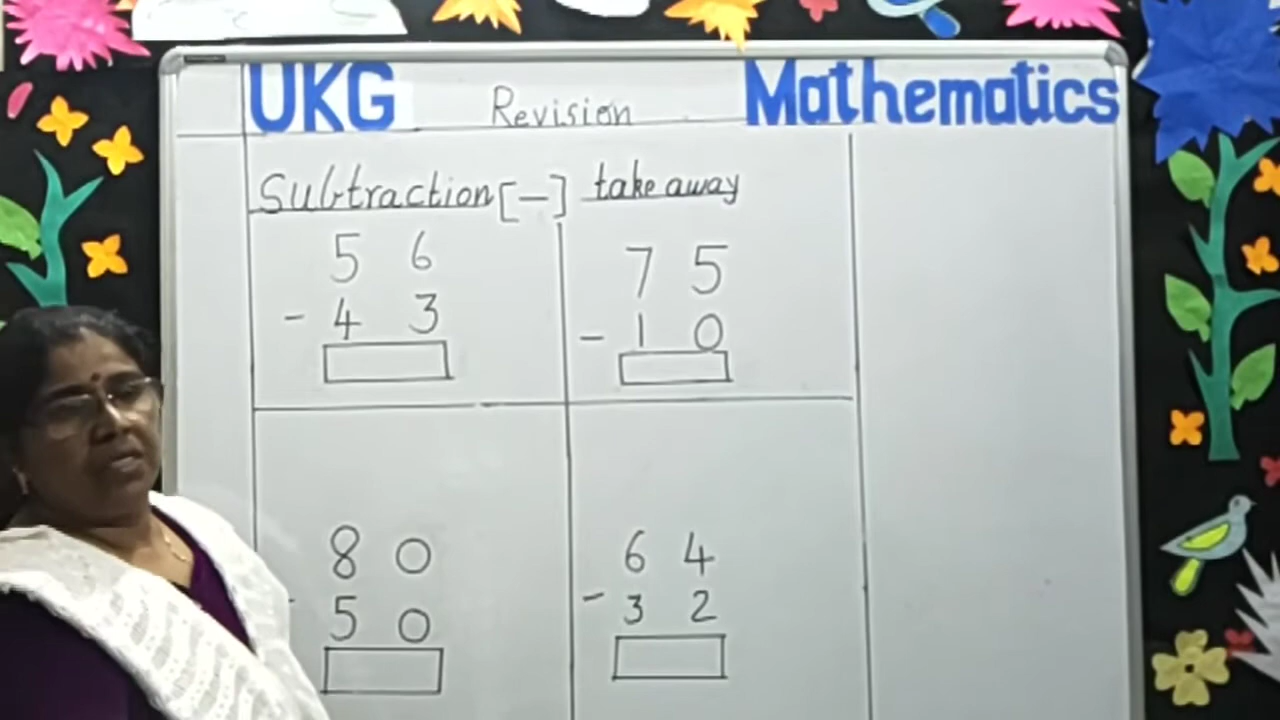 UKG Revision Mathematics
Subtraction [-] take away
5 6
- 4 3
7 5
- 1 0
8 0
- 5 0
6 4
- 3 2